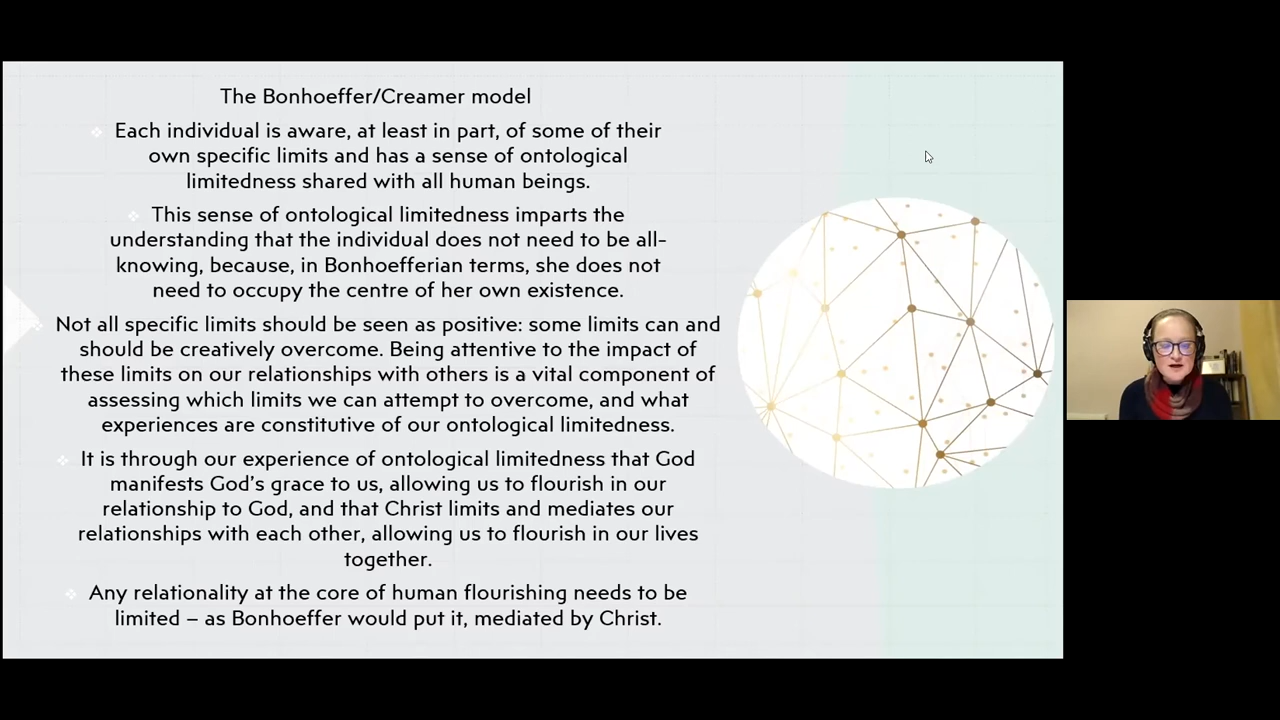 The Bonhoeffer/Creamer model
Each individual is aware, at least in part, of some of their
own specific limits and has a sense of ontological
limitedness shared with all human beings.
This sense of ontological limitedness imparts the
understanding that the individual does not need to be all-
knowing, because, in Bonhoefferian terms, she does not
need to occupy the centre of her own existence.
Not all specific limits should be seen as positive: some limits can and
should be creatively overcome. Being attentive to the impact of
these limits on our relationships with others is a vital component of
assessing which limits we can attempt to overcome, and what
experiences are constitutive of our ontological limitedness.
It is through our experience of ontological limitedness that God
manifests God's grace to us, allowing us to flourish in our
relationship to God, and that Christ limits and mediates our
relationships with each other, allowing us to flourish in our lives
together.
Any relationality at the core of human flourishing needs to be
limited – as Bonhoeffer would put it, mediated by Christ.